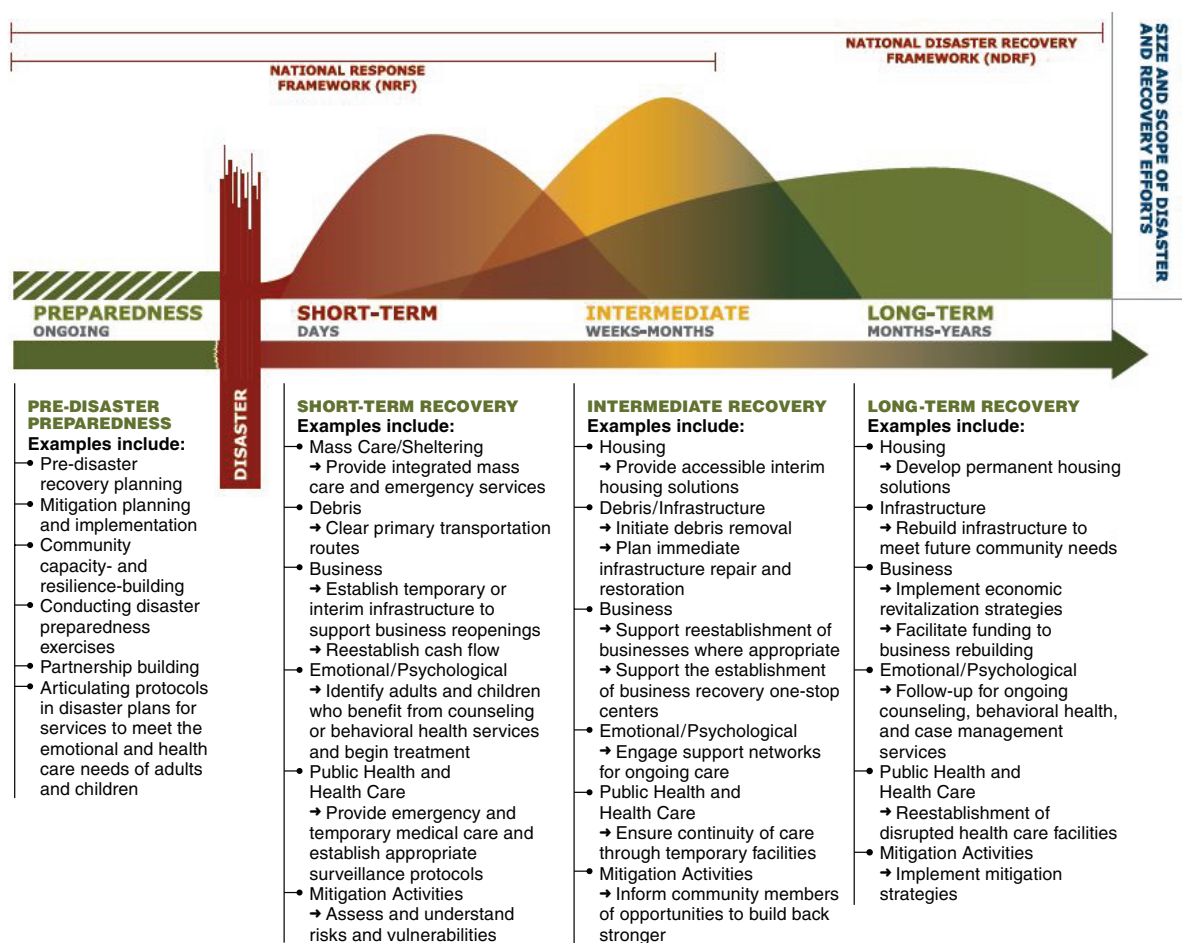 NATIONAL DISASTER RECOVERY
FRAMEWORK (NDRF)
NATIONAL RESPONSE
FRAMEWORK (NRF)
SIZE AND SCOPE OF DISASTER
AND RECOVERY EFFORTS
PREPAREDNESS
ONGOING
SHORT-TERM
DAYS
INTERMEDIATE
WEEKS-MONTHS
LONG-TERM
MONTHS-YEARS
DISASTER
PRE-DISASTER
PREPAREDNESS
Examples include:
Pre-disaster
recovery planning
Mitigation planning
and implementation
Community
capacity- and
resilience-building
Conducting disaster
preparedness
exercises
Partnership building
Articulating protocols
in disaster plans for
services to meet the
emotional and health
care needs of adults
and children
SHORT-TERM RECOVERY
Examples include:
Mass Care/Sheltering
➜ Provide integrated mass
care and emergency services
Debris
➜ Clear primary transportation
routes
Business
➜ Establish temporary or
interim infrastructure to
support business reopenings
➜ Reestablish cash flow
Emotional/Psychological
➜ Identify adults and children
who benefit from counseling
or behavioral health services
and begin treatment
Public Health and
Health Care
➜ Provide emergency and
temporary medical care and
establish appropriate
surveillance protocols
Mitigation Activities
➜ Assess and understand
risks and vulnerabilities
INTERMEDIATE RECOVERY
Examples include:
Housing
➜ Provide accessible interim
housing solutions
Debris/Infrastructure
➜ Initiate debris removal
➜ Plan immediate
infrastructure repair and
restoration
Business
➜ Support reestablishment of
businesses where appropriate
➜ Support the establishment
of business recovery one-stop
centers
Emotional/Psychological
➜ Engage support networks
for ongoing care
Public Health and
Health Care
➜ Ensure continuity of care
through temporary facilities
Mitigation Activities
➜ Inform community members
of opportunities to build back
stronger
LONG-TERM RECOVERY
Examples include:
Housing
➜ Develop permanent housing
solutions
Infrastructure
➜ Rebuild infrastructure to
meet future community needs
Business
➜ Implement economic
revitalization strategies
➜ Facilitate funding to
business rebuilding
Emotional/Psychological
➜ Follow-up for ongoing
counseling, behavioral health,
and case management
services
Public Health and
Health Care
➜ Reestablishment of
disrupted health care facilities
Mitigation Activities
➜ Implement mitigation
strategies